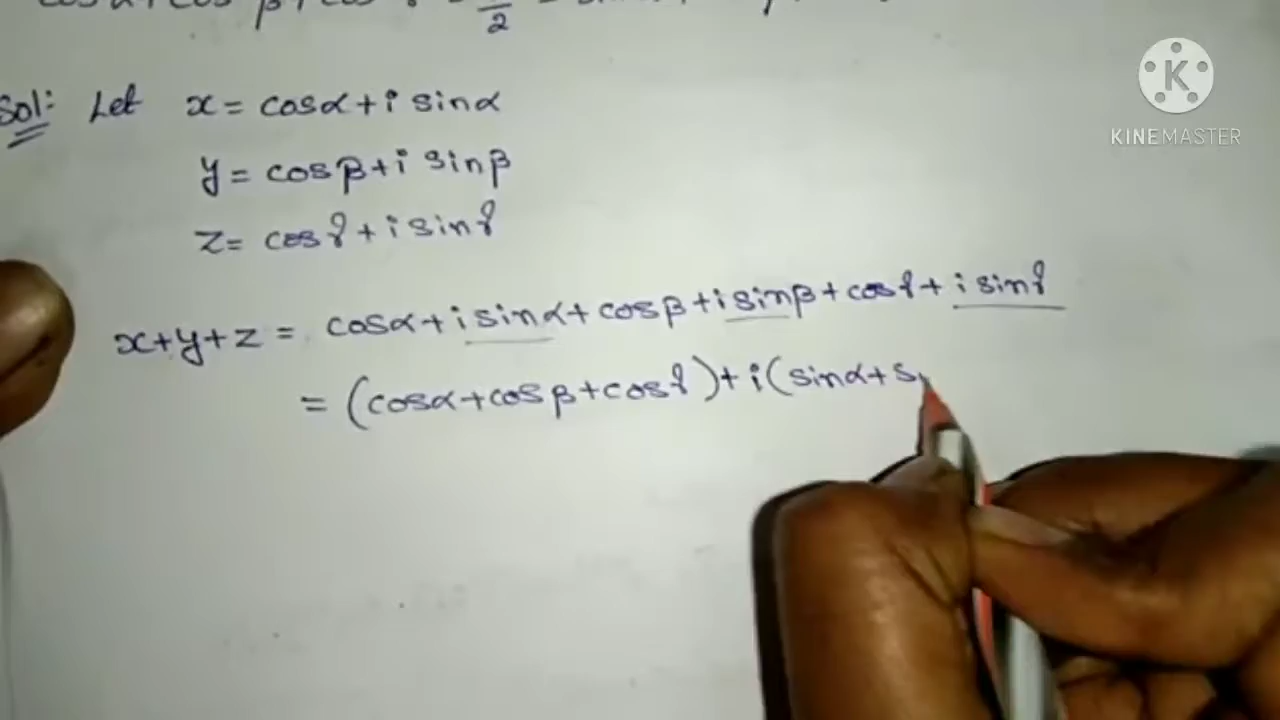 2
Sol: Let x = cosα + i sinα
y = cosβ + i sinβ
z = cosγ + i sinγ
x+y+z = cosα + i sinα + cosβ + i sinβ + cosγ + i sinγ
= (cosα + cosβ + cosγ) + i (sinα + s
K
KINEMASTER